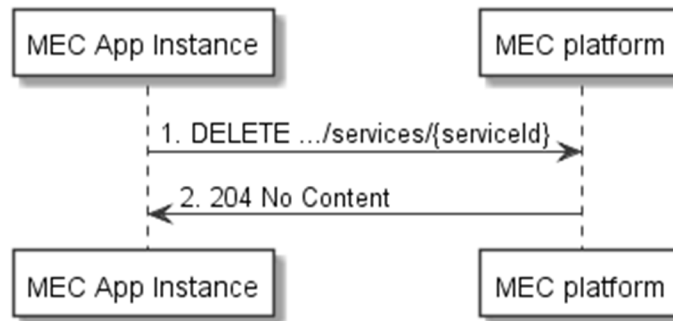 MEC App Instance
MEC platform
1. DELETE .../services/{serviceId}
2. 204 No Content
MEC App Instance
MEC platform